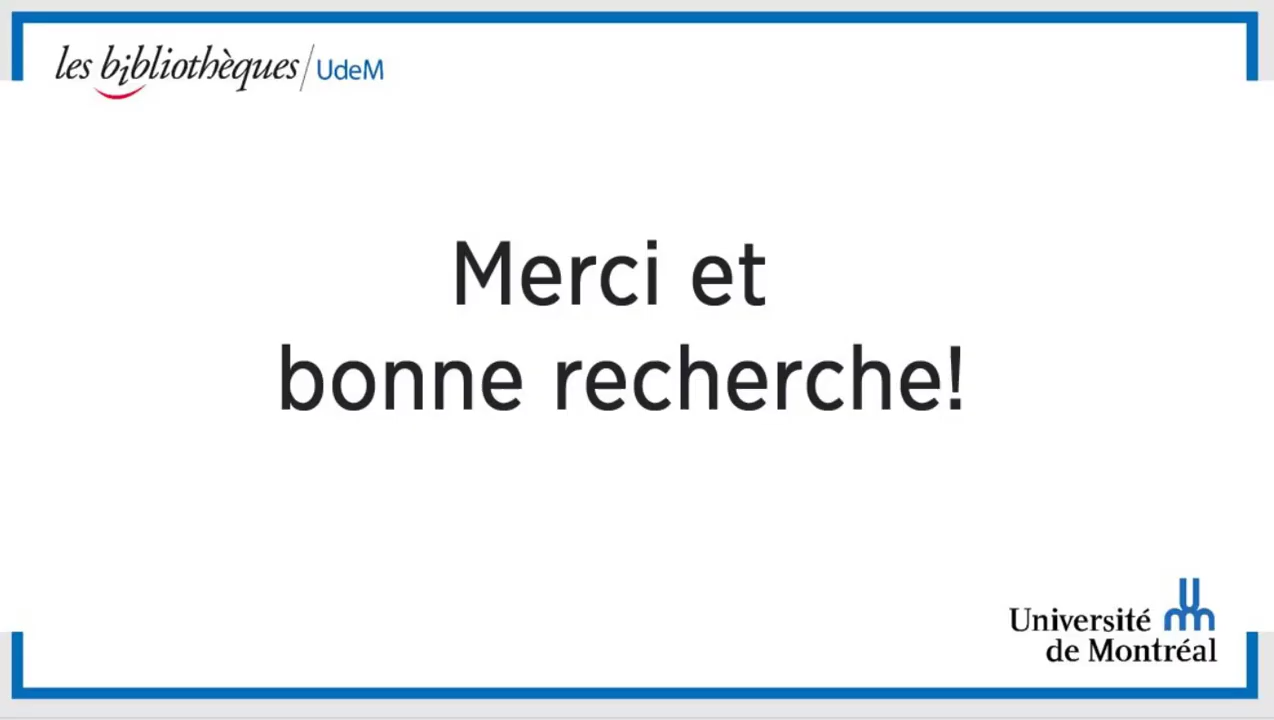 les bibliothèques/UdeM
Merci et
bonne recherche!
Université
de Montréal